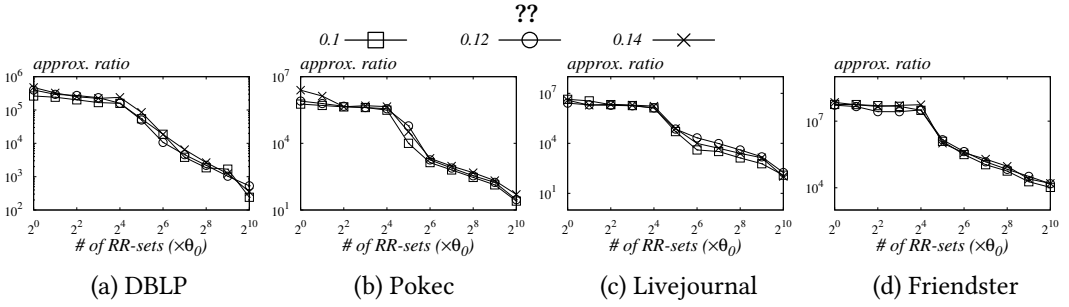 ??
0.1 0.12 0.14
approx. ratio approx. ratio approx. ratio approx. ratio
10^6 10^7 10^7 10^7
10^5 10^5 10^4 10^4
10^4 10^3 10^1
10^3 10^1
10^2
2^0 2^2 2^4 2^6 2^8 2^10 2^0 2^2 2^4 2^6 2^8 2^10 2^0 2^2 2^4 2^6 2^8 2^10 2^0 2^2 2^4 2^6 2^8 2^10
# of RR-sets (×θ_0) # of RR-sets (×θ_0) # of RR-sets (×θ_0) # of RR-sets (×θ_0)
(a) DBLP (b) Pokec (c) Livejournal (d) Friendster